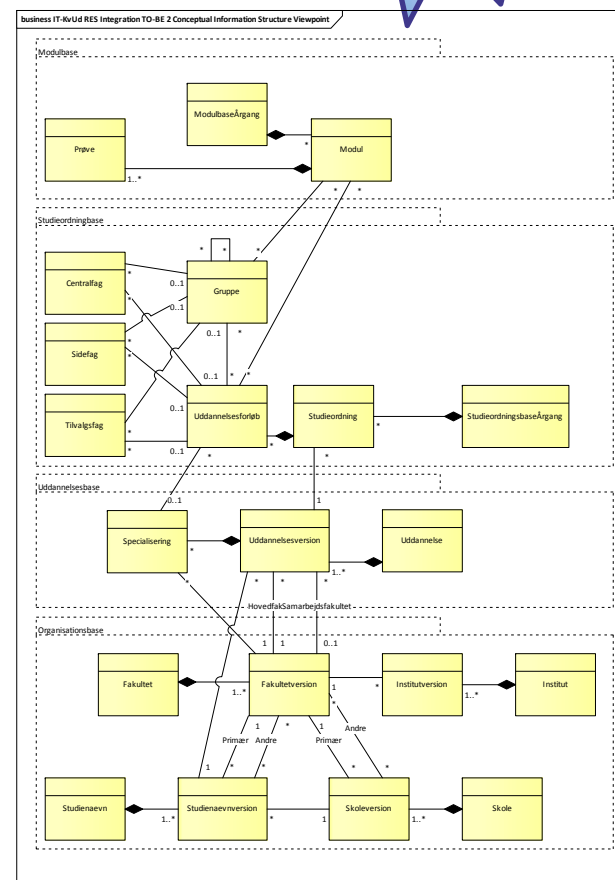 business IT-KvUd RES Integration TO-BE 2 Conceptual Information Structure Viewpoint
Modulbase
ModulbaseÅrgang
Prøve
Modul
*
1..*
*
*
Studieordningbase
*
*
*
Centralfag
Gruppe
*
0..1
*
0..1
Sidefag
*
*
0..1
*
0..1
*
*
Tilvalgsfag
Uddannelsesforløb
Studieordning
StudieordningsbaseÅrgang
0..1
*
*
0..1
*
*
*
*
Uddannelsesbase
0..1
1
Specialisering
Uddannelsesversion
Uddannelse
*
1..*
*
*
*
*
HovedfakSamarbejdsfakultet
Organisationsbase
1
1
0..1
Fakultet
Fakultetversion
Institutversion
Institut
1..*
1
*
1..*
*
1
*
1
Primær
Andre
Primær
Andre
1
*
*
*
*
Studienaevn
Studienaevnversion
Skoleversion
Skole
1..*
*
1
1..*